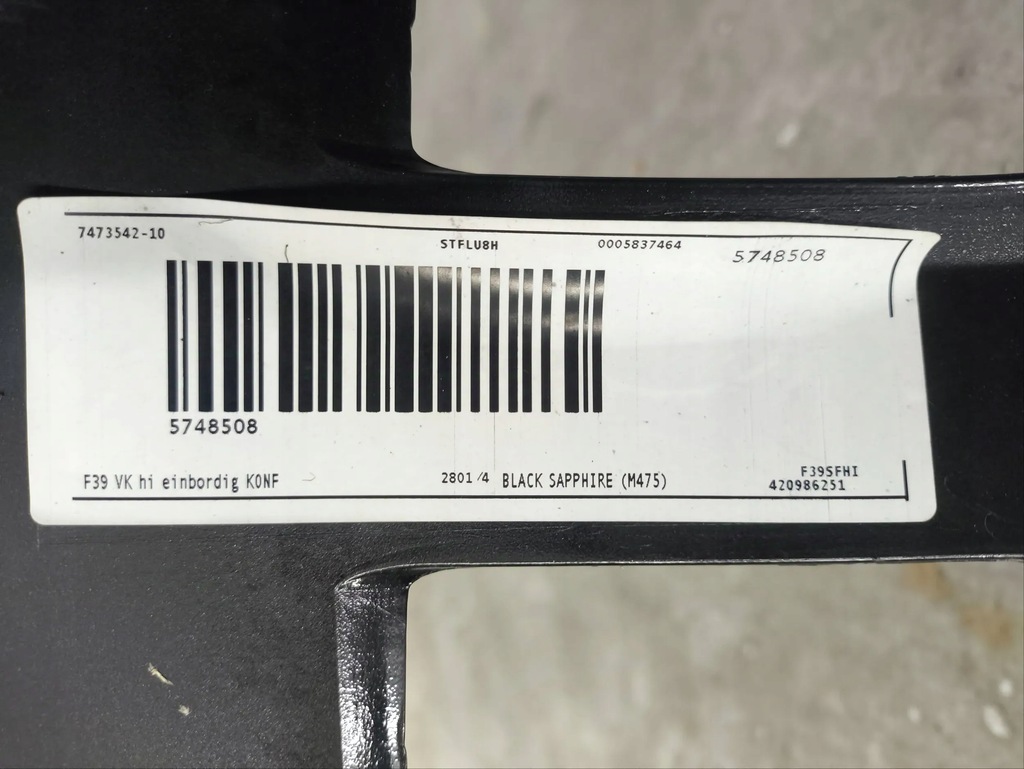 7473542-10 STFLU8H 0005837464 5748508
5748508
F39 VK hi einbordig KONF 2801/4 BLACK SAPPHIRE (M475) F39SFHI
420986251